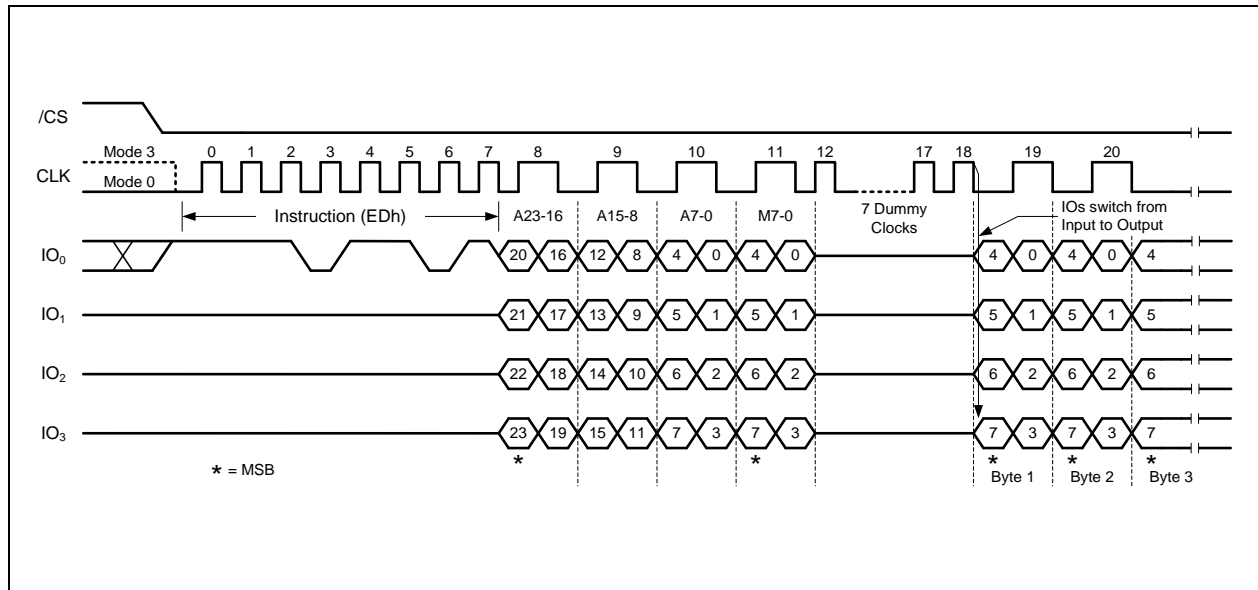 /CS
Mode 3 0 1 2 3 4 5 6 7 8 9 10 11 12 17 18 19 20
CLK Mode 0
Instruction (EDh) A23-16 A15-8 A7-0 M7-0 7 Dummy Clocks IOs switch from Input to Output
IO0 20 16 12 8 4 0 4 0 4 0 4 0 4
IO1 21 17 13 9 5 1 5 1 5 1 5 1 5
IO2 22 18 14 10 6 2 6 2 6 2 6 2 6
IO3 23 19 15 11 7 3 7 3 7 3 7 3 7
* * * * *
* = MSB Byte 1 Byte 2 Byte 3